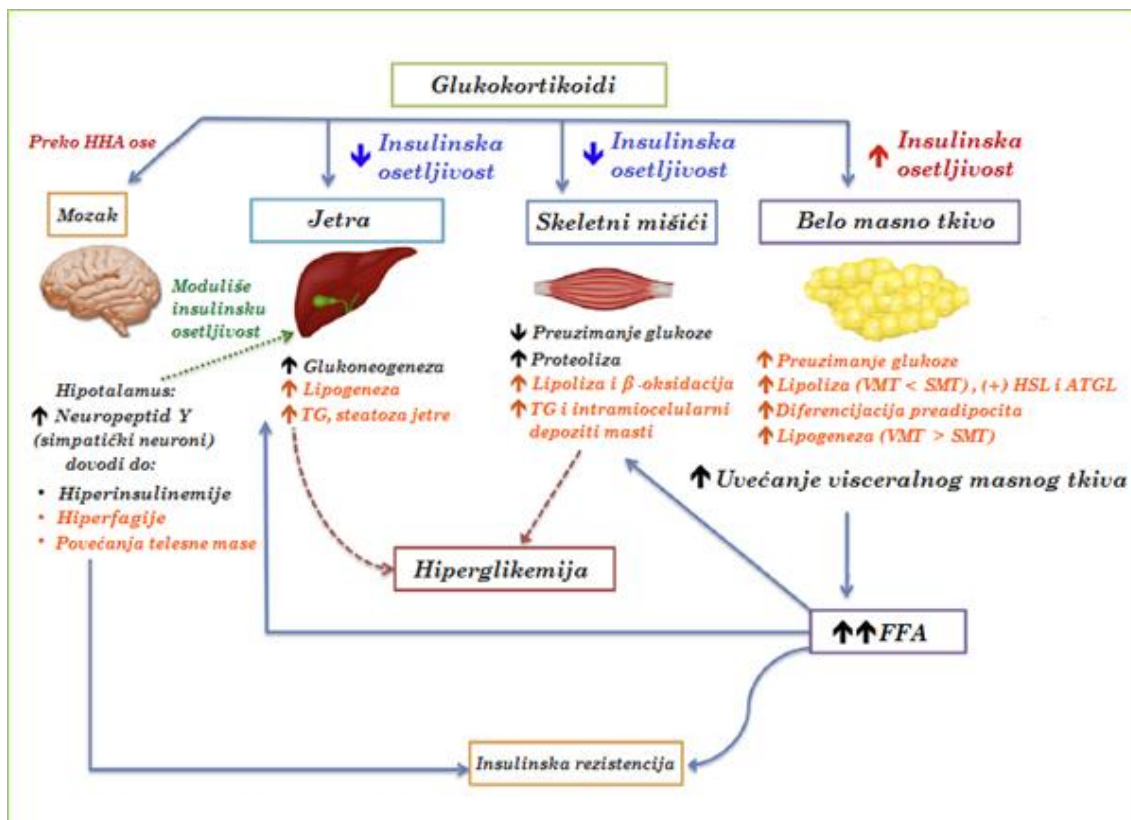 Glukokortikoidi
Preko HHA ose
Insulinska
osetljivost
Insulinska
osetljivost
Insulinska
osetljivost
Mozak
Jetra
Skeletni mišići
Belo masno tkivo
Moduliše
insulinsku
osetljivost
Hipotalamus:
↑ Neuropeptid Y
(simpatički neuroni)
dovodi do:
• Hiperinsulinemije
• Hiperfagije
• Povećanja telesne mase
↑ Glukoneogeneza
↑ Lipogeneza
↑ TG, steatoza jetre
↓ Preuzimanje glukoze
↑ Proteoliza
↑ Lipoliza i β -oksidacija
↑ TG i intramiocelularni
depoziti masti
↑ Preuzimanje glukoze
↑ Lipoliza (VMT < SMT) , (+) HSL i ATGL
↑ Diferencijacija preadipocita
↑ Lipogeneza (VMT > SMT)
↑ Uvećanje visceralnog masnog tkiva
Hiperglikemija
↑↑ FFA
Insulinska rezistencija